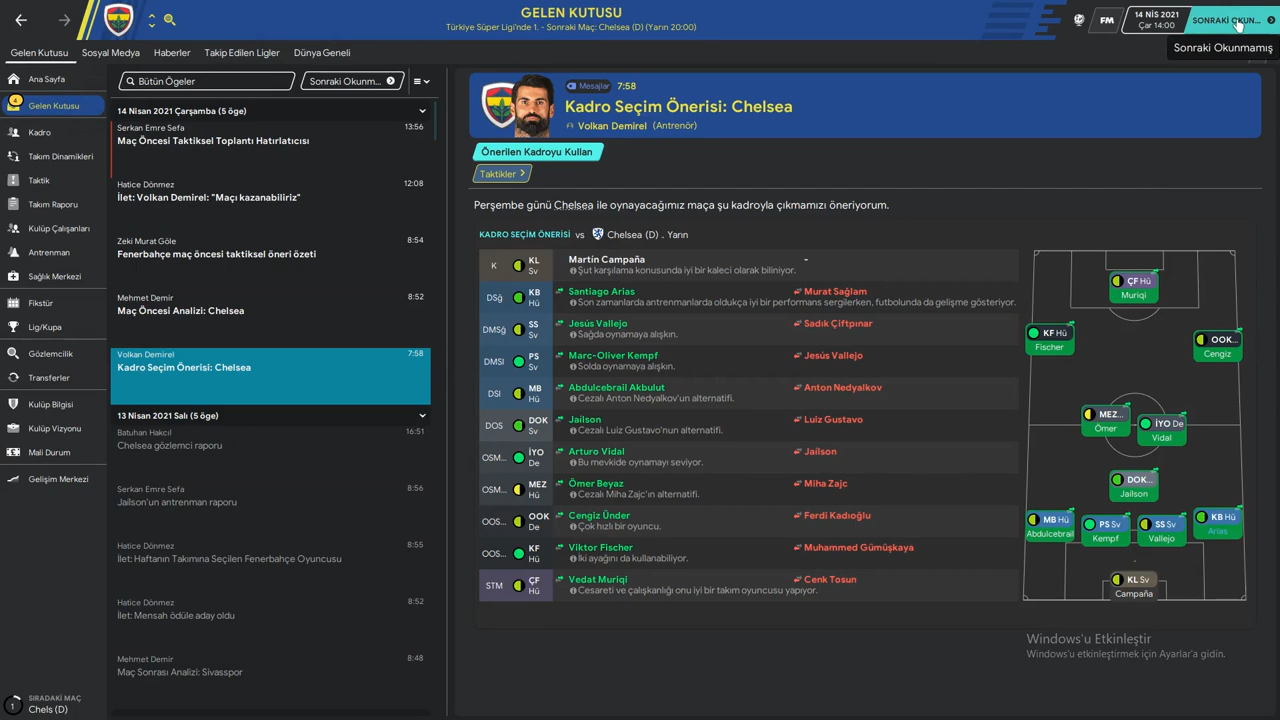 GELEN KUTUSU
Türkiye Süper Ligi'nde 1. - Sonraki Maç: Chelsea (D) (Yarın 20:00)
FM
14 NİS 2021
Çar 14:00
SONRAKİ OKUN...
Sonraki Okunmamış
Gelen Kutusu
Sosyal Medya
Haberler
Takip Edilen Ligler
Dünya Geneli
Ana Sayfa
4
Gelen Kutusu
Kadro
Takım Dinamikleri
Taktik
Takım Raporu
Kulüp Çalışanları
Antrenman
Sağlık Merkezi
Fikstür
Lig/Kupa
Gözlemcilik
Transferler
Kulüp Bilgisi
Kulüp Vizyonu
Mali Durum
Gelişim Merkezi
1
SIRADAKİ MAÇ
Chels (D)
Bütün Ögeler
Sonraki Okunm...
14 Nisan 2021 Çarşamba (5 öge)
Serkan Emre Sefa 13:56
Maç Öncesi Taktiksel Toplantı Hatırlatıcısı
Hatice Dönmez 12:08
İlet: Volkan Demirel: "Maçı kazanabiliriz"
Zeki Murat Göle 8:54
Fenerbahçe maç öncesi taktiksel öneri özeti
Mehmet Demir 8:52
Maç Öncesi Analizi: Chelsea
Volkan Demirel 7:58
Kadro Seçim Önerisi: Chelsea
13 Nisan 2021 Salı (5 öge)
Batuhan Hakcıl 16:51
Chelsea gözlemci raporu
Serkan Emre Sefa 8:56
Jaílson'un antrenman raporu
Hatice Dönmez 8:55
İlet: Haftanın Takımına Seçilen Fenerbahçe Oyuncusu
Hatice Dönmez 8:52
İlet: Mensah ödüle aday oldu
Mehmet Demir 8:48
Maç Sonrası Analizi: Sivasspor
Mesajlar 7:58
Kadro Seçim Önerisi: Chelsea
Volkan Demirel (Antrenör)
Önerilen Kadroyu Kullan
Taktikler
Perşembe günü Chelsea ile oynayacağımız maça şu kadroyla çıkmamızı öneriyorum.
KADRO SEÇİM ÖNERİSİ vs Chelsea (D) . Yarın
K KL Sv Martín Campaña -
Şut karşılama konusunda iyi bir kaleci olarak biliniyor.
DSğ KB Hü Santiago Arias Murat Sağlam
Son zamanlarda antrenmanlarda oldukça iyi bir performans sergilerken, futbolunda da gelişme gösteriyor.
DMSğ SS Sv Jesús Vallejo Sadık Çiftpınar
Sağda oynamaya alışkın.
DMSl PS Sv Marc-Oliver Kempf Jesús Vallejo
Solda oynamaya alışkın.
DSl MB Hü Abdulcebrail Akbulut Anton Nedyalkov
Cezalı Anton Nedyalkov'un alternatifi.
DOS DOK Sv Jaílson Luiz Gustavo
Cezalı Luiz Gustavo'nun alternatifi.
OSM... İYO De Arturo Vidal Jaílson
Bu mevkide oynamayı seviyor.
OSM... MEZ Hü Ömer Beyaz Miha Zajc
Cezalı Miha Zajc'ın alternatifi.
OOS... OOK De Cengiz Ünder Ferdi Kadıoğlu
Çok hızlı bir oyuncu.
OOS... KF Hü Viktor Fischer Muhammed Gümüşkaya
İki ayağını da kullanabiliyor.
STM ÇF Hü Vedat Muriqi Cenk Tosun
Cesareti ve çalışkanlığı onu iyi bir takım oyuncusu yapıyor.
ÇF Hü
Muriqi
KF Hü
Fischer
OOK...
Cengiz
MEZ...
Ömer
İYO De
Vidal
DOK...
Jaílson
MB Hü
Abdulcebrail
PS Sv
Kempf
SS Sv
Vallejo
KB Hü
Arias
KL Sv
Campaña
Windows'u Etkinleştir
Windows'u etkinleştirmek için Ayarlar'a gidin.